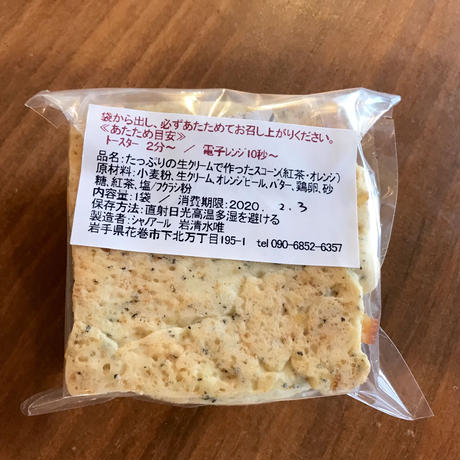 袋から出し、必ずあたためてお召し上がりください。
≪あたため目安≫
トースター 2分～ / 電子レンジ10秒～
品名：たっぷりの生クリームで作ったスコーン(紅茶・オレンジ)
原材料：小麦粉、生クリーム、オレンジピール、バター、鶏卵、砂
糖、紅茶、塩/フクラシ粉
内容量：1袋 / 消費期限：2020. 2.3
保存方法：直射日光高温多湿を避ける
製造者：シャノアール 岩清水唯
岩手県花巻市下北万丁目195-1 tel 090-6852-6357